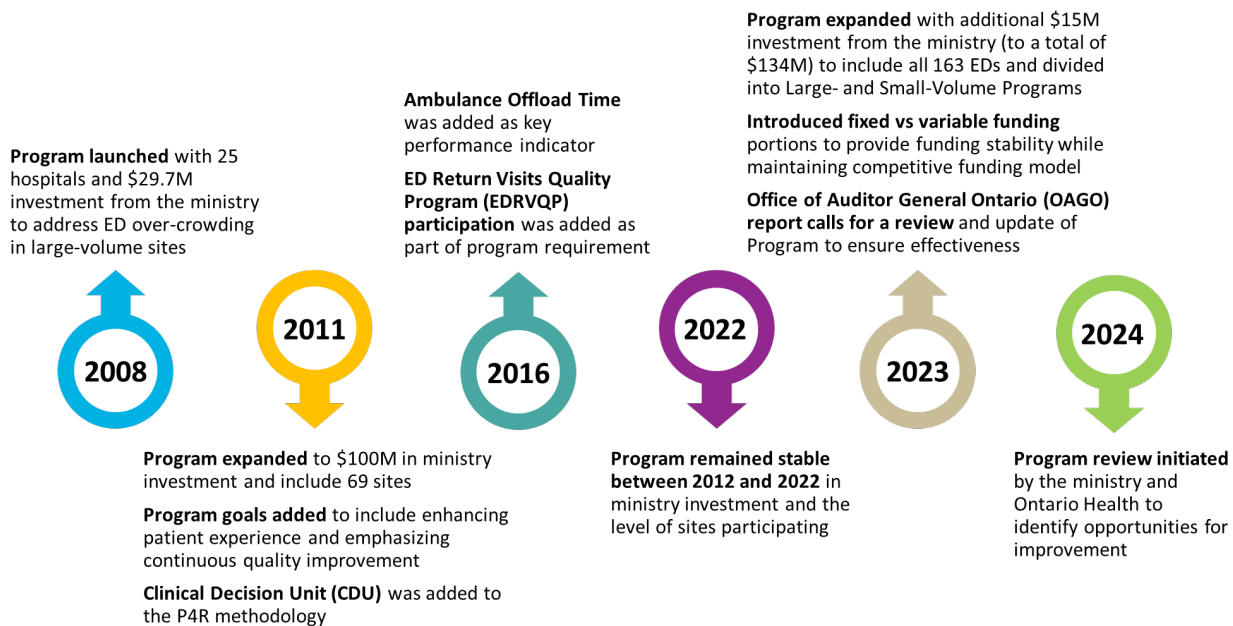 Program launched with 25
hospitals and $29.7M
investment from the ministry
to address ED over-crowding
in large-volume sites
2008
2011
Program expanded to $100M in ministry
investment and include 69 sites
Program goals added to include enhancing
patient experience and emphasizing
continuous quality improvement
Clinical Decision Unit (CDU) was added to
the P4R methodology
Ambulance Offload Time
was added as key
performance indicator
ED Return Visits Quality
Program (EDRVQP)
participation was added as
part of program requirement
2016
2022
Program remained stable
between 2012 and 2022 in
ministry investment and the
level of sites participating
Program expanded with additional $15M
investment from the ministry (to a total of
$134M) to include all 163 EDs and divided
into Large- and Small-Volume Programs
Introduced fixed vs variable funding
portions to provide funding stability while
maintaining competitive funding model
Office of Auditor General Ontario (OAGO)
report calls for a review and update of
Program to ensure effectiveness
2023
2024
Program review initiated
by the ministry and
Ontario Health to
identify opportunities for
improvement